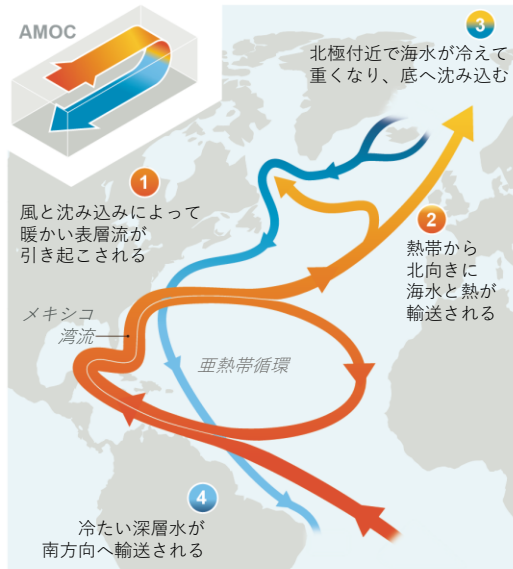 AMOC
3
北極付近で海水が冷えて
重くなり、底へ沈み込む
1
風と沈み込みによって
暖かい表層流が
引き起こされる
2
熱帯から
北向きに
海水と熱が
輸送される
メキシコ
湾流
亜熱帯循環
4
冷たい深層水が
南方向へ輸送される